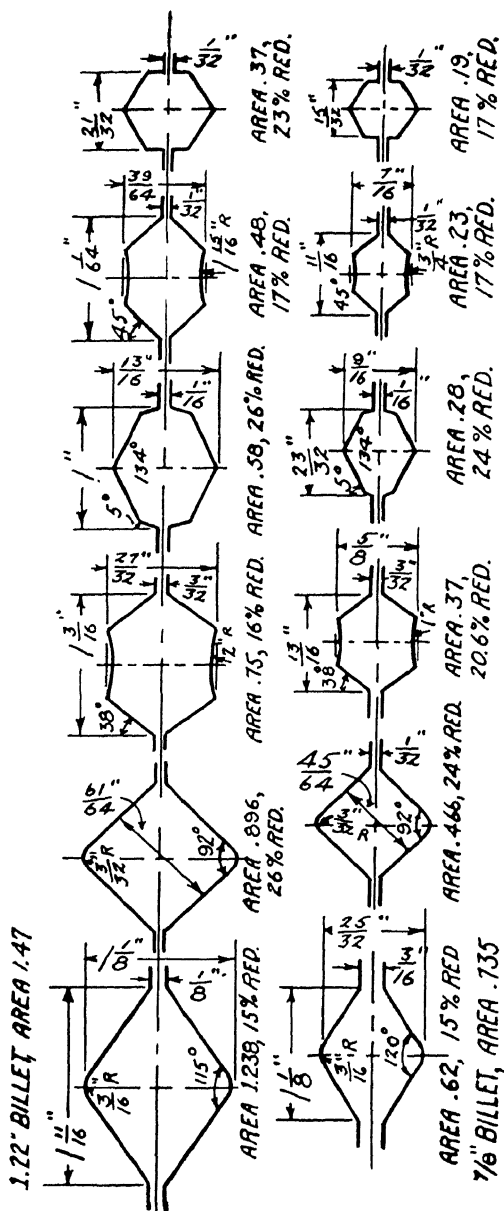 1.22" BILLET, AREA 1.47
1 11/16"
1 1/8"
1/8"
3/16" R
115°
AREA 1.238, 15% RED.
61/64"
3/32" R
92°
AREA .896,
26% RED.
1 3/16"
27/32"
3/32"
38°
2" R
AREA .75, 16% RED.
1"
13/16"
1/16"
5°
134°
AREA .58, 26% RED.
1 1/64"
39/64"
1/32"
45°
1 15/16" R
AREA .48,
17% RED.
21/32"
1/32"
AREA .37,
23% RED.
1 1/8"
25/32"
3/16"
3/16" R
120°
AREA .62, 15% RED
7/8" BILLET, AREA .735
45/64"
3/32" R
92°
1/32"
AREA .466, 24% RED.
13/16"
5/8"
3/32"
38°
1" R
AREA .37,
20.6% RED.
23/32"
9/16"
1/16"
5°
134°
AREA .28,
24% RED.
11/16"
7/16"
1/32"
45°
3/4" R
AREA .23,
17% RED.
15/32"
1/32"
AREA .19,
17% RED.